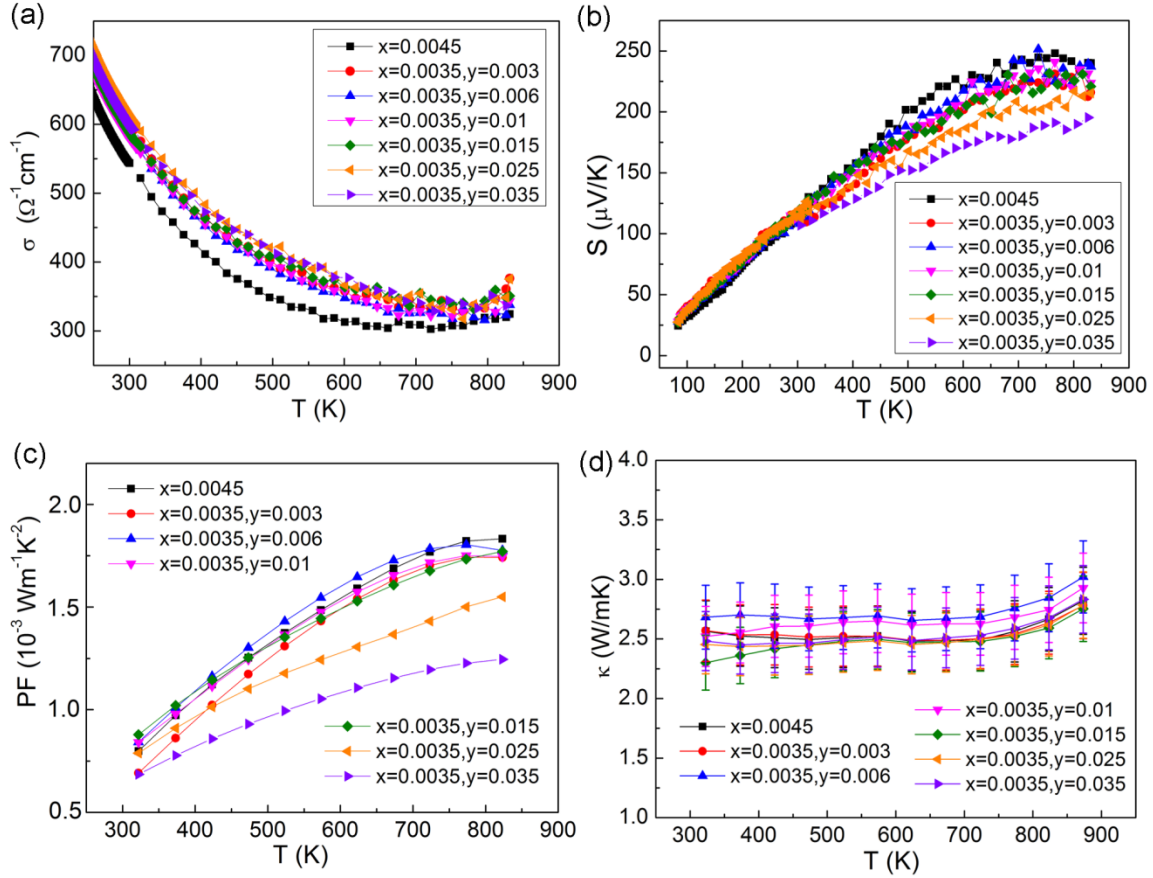 (a)
σ (Ω⁻¹cm⁻¹)
700
600
500
400
300
300 400 500 600 700 800 900
T (K)
x=0.0045
x=0.0035,y=0.003
x=0.0035,y=0.006
x=0.0035,y=0.01
x=0.0035,y=0.015
x=0.0035,y=0.025
x=0.0035,y=0.035
(b)
S (μV/K)
250
200
150
100
50
0
100 200 300 400 500 600 700 800 900
T (K)
x=0.0045
x=0.0035,y=0.003
x=0.0035,y=0.006
x=0.0035,y=0.01
x=0.0035,y=0.015
x=0.0035,y=0.025
x=0.0035,y=0.035
(c)
PF (10⁻³ Wm⁻¹K⁻²)
2.0
1.5
1.0
0.5
300 400 500 600 700 800 900
T (K)
x=0.0045
x=0.0035,y=0.003
x=0.0035,y=0.006
x=0.0035,y=0.01
x=0.0035,y=0.015
x=0.0035,y=0.025
x=0.0035,y=0.035
(d)
κ (W/mK)
4.0
3.5
3.0
2.5
2.0
1.5
1.0
300 400 500 600 700 800 900
T (K)
x=0.0045
x=0.0035,y=0.003
x=0.0035,y=0.006
x=0.0035,y=0.01
x=0.0035,y=0.015
x=0.0035,y=0.025
x=0.0035,y=0.035